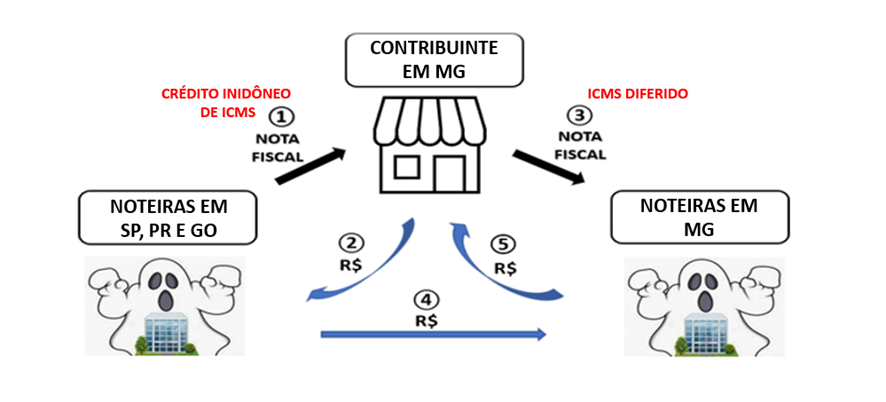 CONTRIBUINTE
EM MG
CRÉDITO INIDÔNEO
DE ICMS
1
NOTA
FISCAL
ICMS DIFERIDO
3
NOTA
FISCAL
NOTEIRAS EM
SP, PR E GO
NOTEIRAS EM
MG
2
R$
5
R$
4
R$